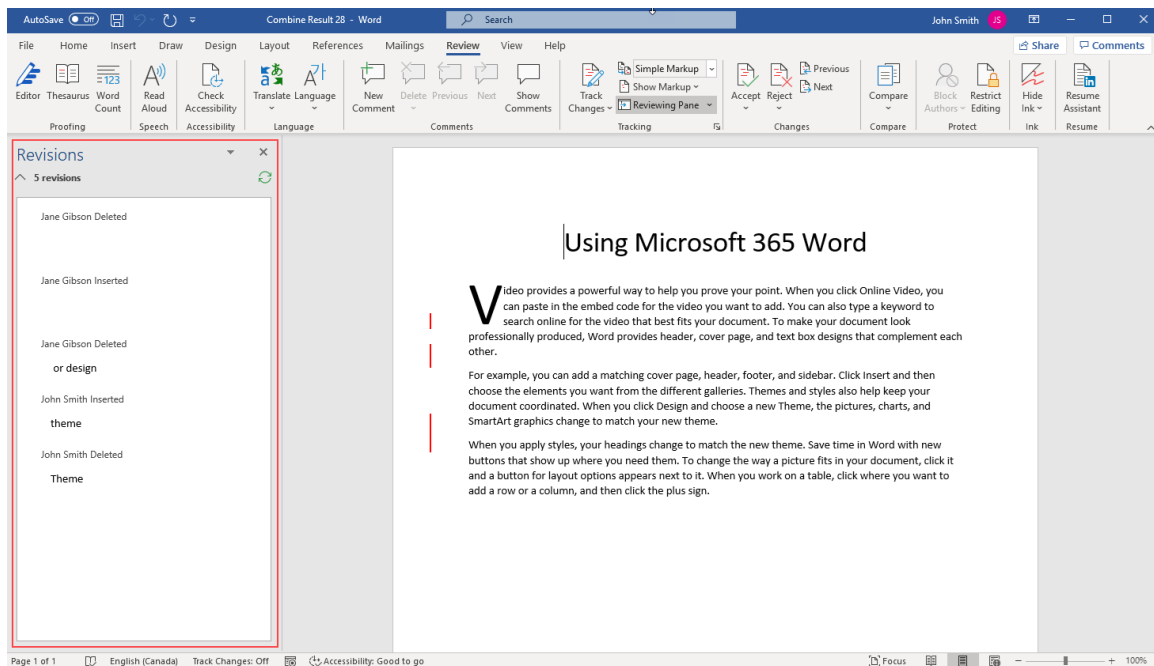 AutoSave Off Combine Result 28 - Word Search John Smith JS
File Home Insert Draw Design Layout References Mailings Review View Help Share Comments
Editor Thesaurus Word Count Read Aloud Check Accessibility Translate Language New Comment Delete Previous Next Show Comments Track Changes Simple Markup Show Markup Reviewing Pane Accept Reject Previous Next Compare Block Authors Restrict Editing Hide Ink Resume Assistant
Proofing Speech Accessibility Language Comments Tracking Changes Compare Protect Ink Resume
Revisions
5 revisions
Jane Gibson Deleted
Jane Gibson Inserted
Jane Gibson Deleted
or design
John Smith Inserted
theme
John Smith Deleted
Theme
Using Microsoft 365 Word
Video provides a powerful way to help you prove your point. When you click Online Video, you
can paste in the embed code for the video you want to add. You can also type a keyword to
search online for the video that best fits your document. To make your document look
professionally produced, Word provides header, cover page, and text box designs that complement each
other.
For example, you can add a matching cover page, header, footer, and sidebar. Click Insert and then
choose the elements you want from the different galleries. Themes and styles also help keep your
document coordinated. When you click Design and choose a new Theme, the pictures, charts, and
SmartArt graphics change to match your new theme.
When you apply styles, your headings change to match the new theme. Save time in Word with new
buttons that show up where you need them. To change the way a picture fits in your document, click it
and a button for layout options appears next to it. When you work on a table, click where you want to
add a row or a column, and then click the plus sign.
Page 1 of 1 English (Canada) Track Changes: Off Accessibility: Good to go Focus 100%